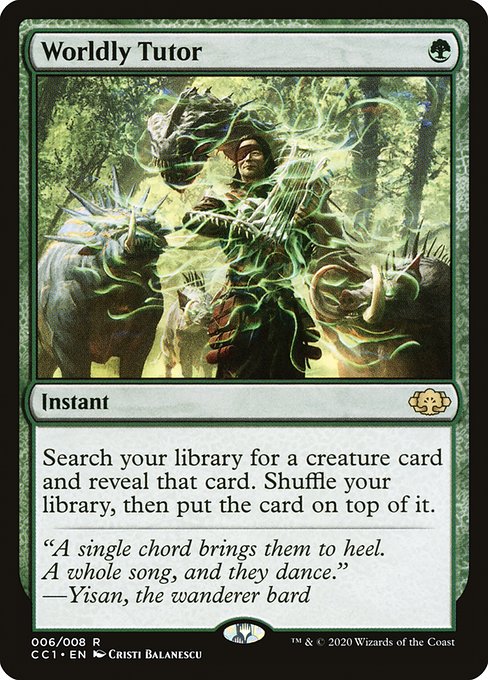 Worldly Tutor
Instant
Search your library for a creature card
and reveal that card. Shuffle your
library, then put the card on top of it.
“A single chord brings them to heel.
A whole song, and they dance.”
—Yisan, the wanderer bard
006/008 R
CC1 • EN Cristi Balanescu
™ & © 2020 Wizards of the Coast